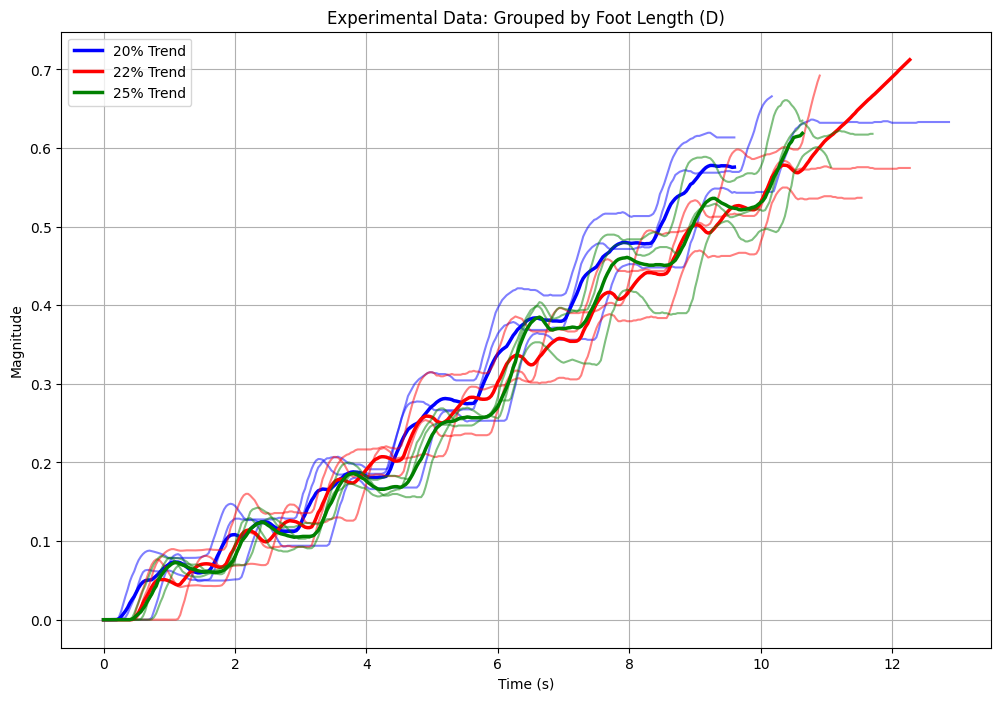 Experimental Data: Grouped by Foot Length (D)
20% Trend
22% Trend
25% Trend
0.7
0.6
0.5
0.4
0.3
0.2
0.1
0.0
Magnitude
0 2 4 6 8 10 12
Time (s)